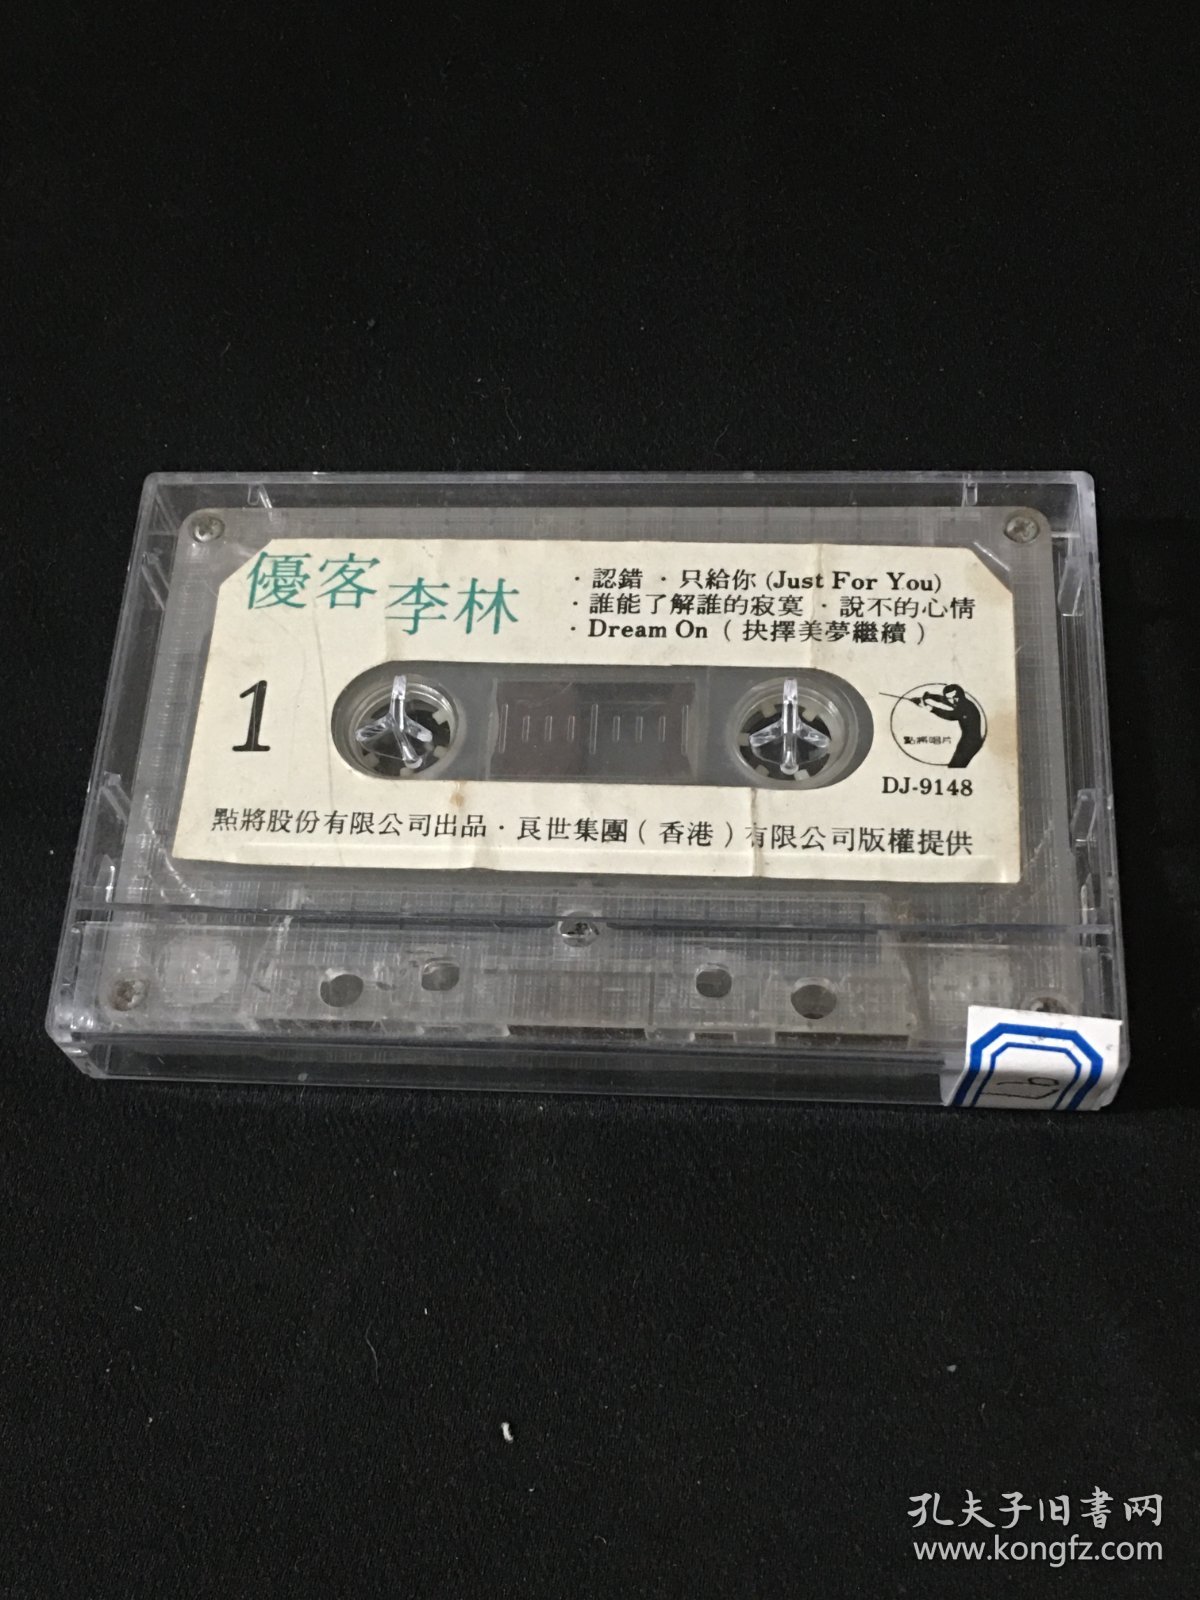 優客李林
· 認錯 · 只給你 (Just For You)
· 誰能了解誰的寂寞 · 說不的心情
· Dream On ( 抉擇美夢繼續 )
1
點將唱片
DJ-9148
點將股份有限公司出品 · 良世集團 ( 香港 ) 有限公司版權提供
孔夫子旧書网
www.kongfz.com